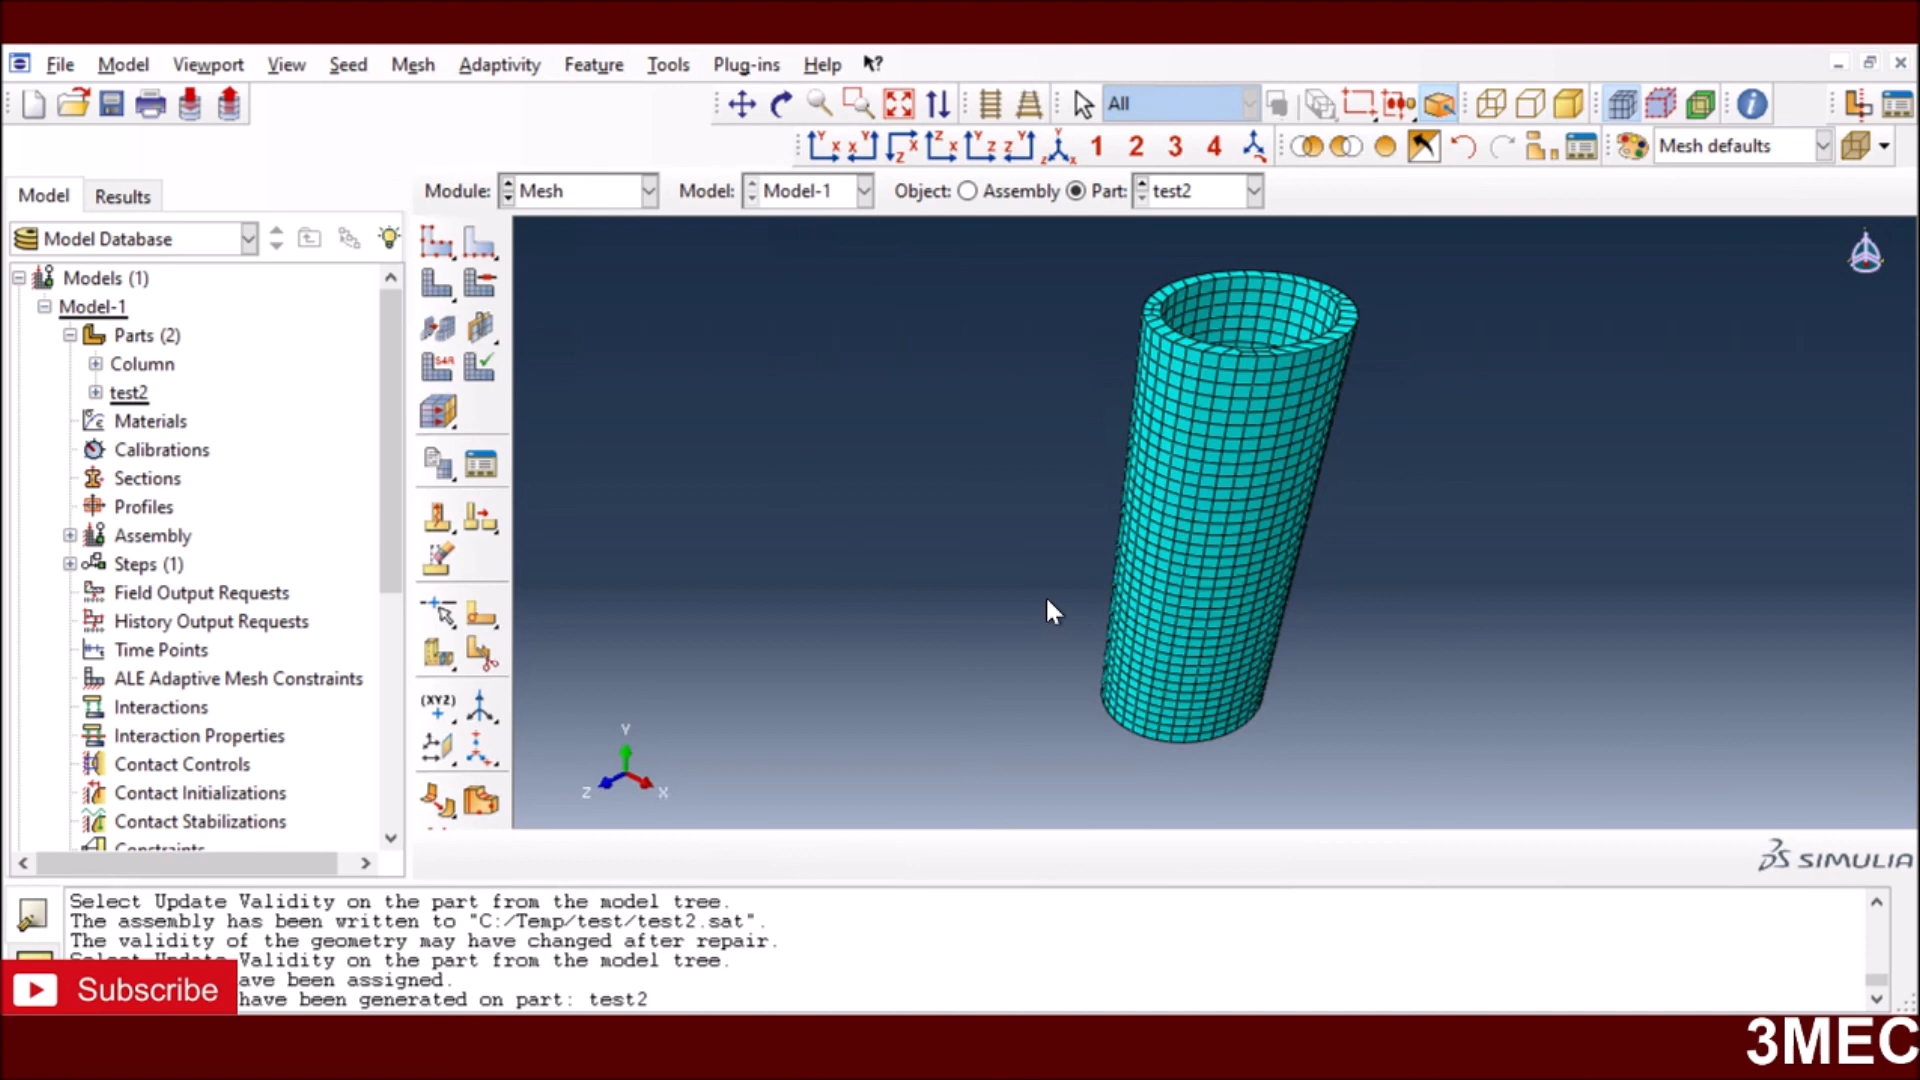 File Model Viewport View Seed Mesh Adaptivity Feature Tools Plug-ins Help
All
1 2 3 4
Mesh defaults
Model Results
Module: Mesh Model: Model-1 Object: Assembly Part: test2
Model Database
Models (1)
Model-1
Parts (2)
Column
test2
Materials
Calibrations
Sections
Profiles
Assembly
Steps (1)
Field Output Requests
History Output Requests
Time Points
ALE Adaptive Mesh Constraints
Interactions
Interaction Properties
Contact Controls
Contact Initializations
Contact Stabilizations
Constraints
(XYZ)
Y
Z X
SIMULIA
Select Update Validity on the part from the model tree.
The assembly has been written to "C:/Temp/test/test2.sat".
The validity of the geometry may have changed after repair.
Select Update Validity on the part from the model tree.
ave been assigned.
have been generated on part: test2
Subscribe
3MEC